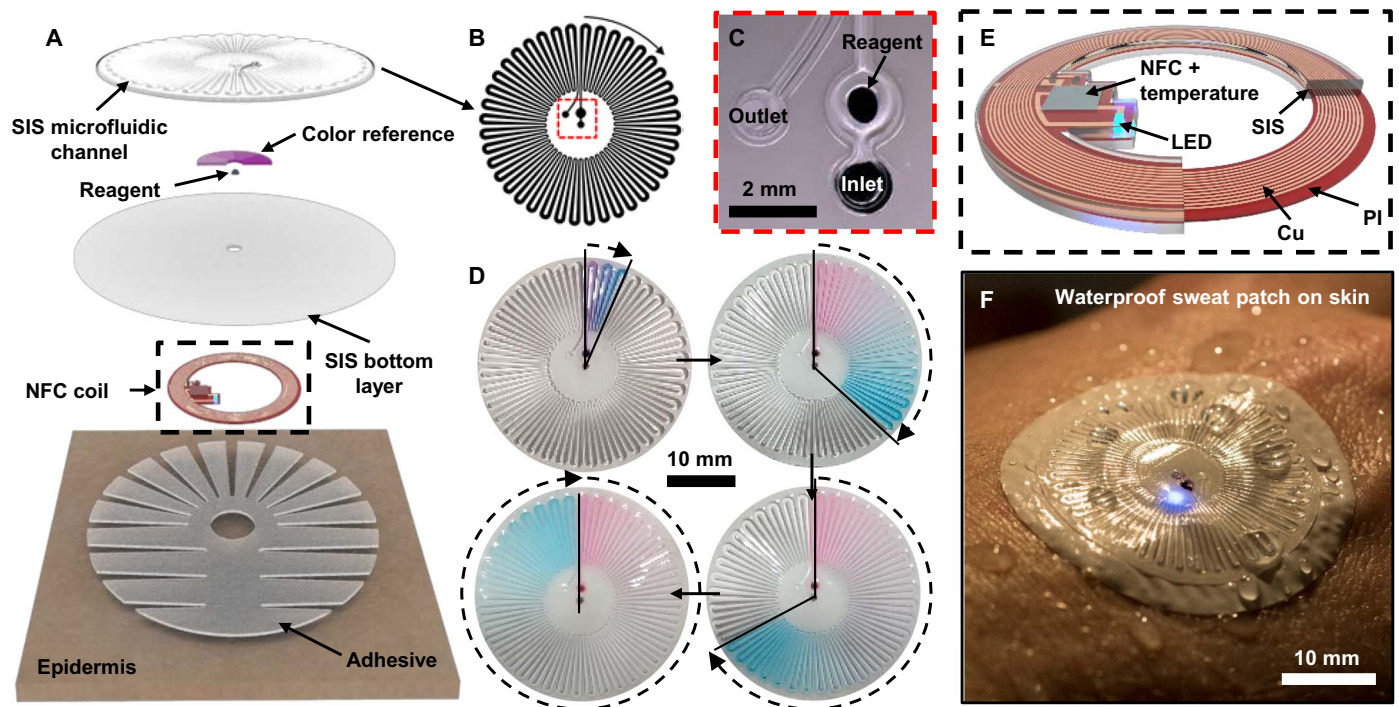 A
SIS microfluidic
channel
Color reference
Reagent
SIS bottom
layer
NFC coil
Adhesive
Epidermis
B
C
Reagent
Outlet
Inlet
2 mm
D
10 mm
E
NFC +
temperature
LED
SIS
Cu
PI
F
Waterproof sweat patch on skin
10 mm